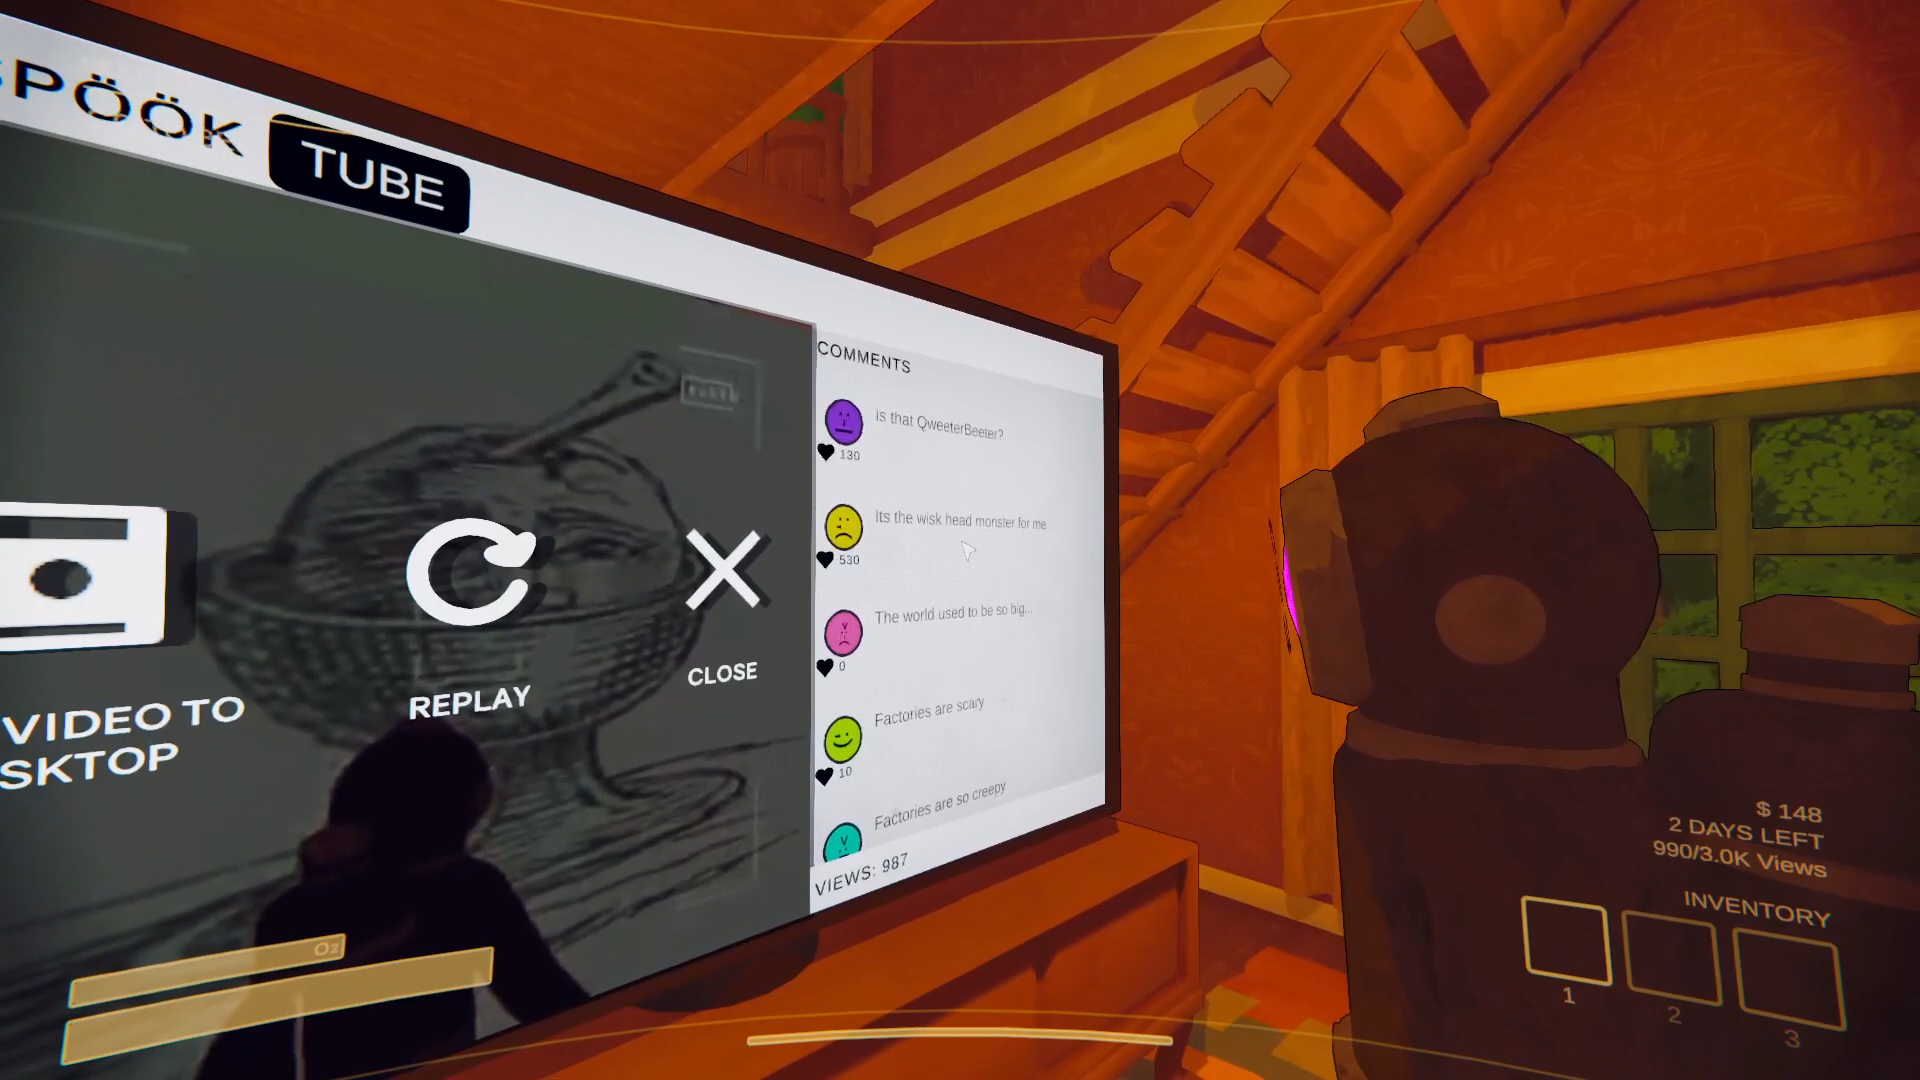 SPÖÖK TUBE
COMMENTS
is that QweeterBeeter?
130
Its the wisk head monster for me
530
The world used to be so big...
0
Factories are scary
10
Factories are so creepy
VIEWS: 987
VIDEO TO
SKTOP
REPLAY
CLOSE
O₂
$ 148
2 DAYS LEFT
990/3.0K Views
INVENTORY
1
2
3